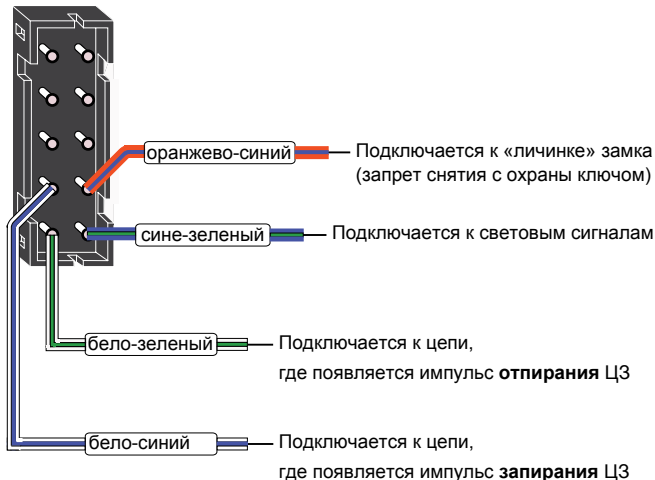 оранжево-синий
Подключается к «личинке» замка
(запрет снятия с охраны ключом)
сине-зеленый
Подключается к световым сигналам
бело-зеленый
Подключается к цепи,
где появляется импульс отпирания ЦЗ
бело-синий
Подключается к цепи,
где появляется импульс запирания ЦЗ